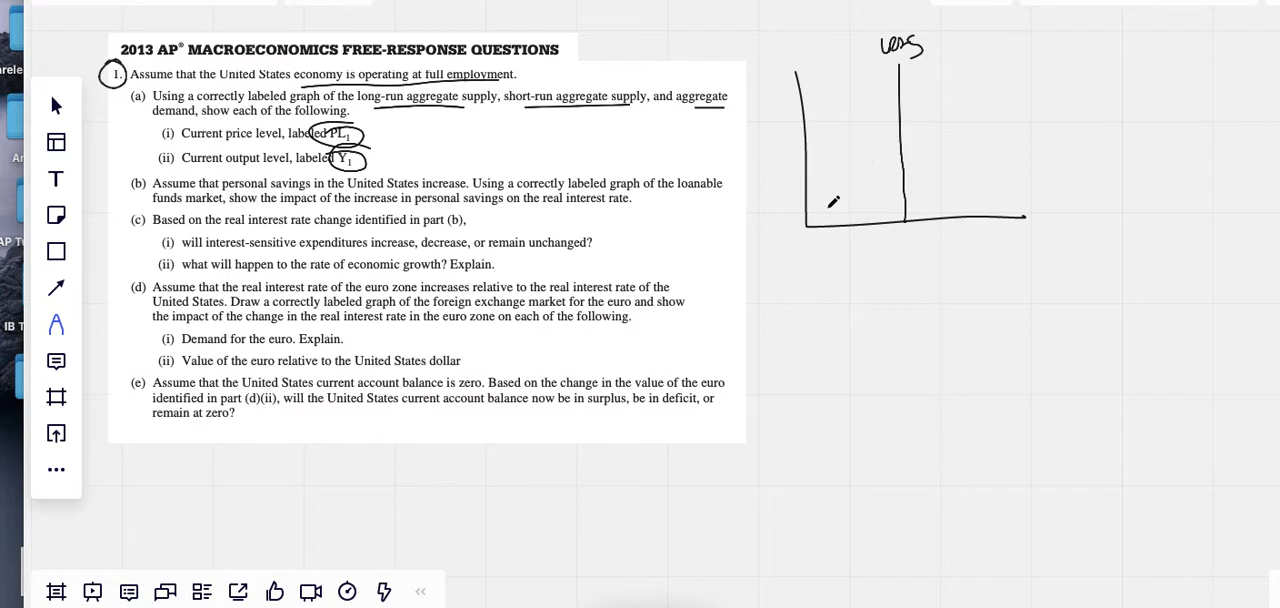 2013 AP® MACROECONOMICS FREE-RESPONSE QUESTIONS
1. Assume that the United States economy is operating at full employment.
(a) Using a correctly labeled graph of the long-run aggregate supply, short-run aggregate supply, and aggregate
demand, show each of the following.
(i) Current price level, labeled PL₁
(ii) Current output level, labeled Y₁
(b) Assume that personal savings in the United States increase. Using a correctly labeled graph of the loanable
funds market, show the impact of the increase in personal savings on the real interest rate.
(c) Based on the real interest rate change identified in part (b),
(i) will interest-sensitive expenditures increase, decrease, or remain unchanged?
(ii) what will happen to the rate of economic growth? Explain.
(d) Assume that the real interest rate of the euro zone increases relative to the real interest rate of the
United States. Draw a correctly labeled graph of the foreign exchange market for the euro and show
the impact of the change in the real interest rate in the euro zone on each of the following.
(i) Demand for the euro. Explain.
(ii) Value of the euro relative to the United States dollar
(e) Assume that the United States current account balance is zero. Based on the change in the value of the euro
identified in part (d)(ii), will the United States current account balance now be in surplus, be in deficit, or
remain at zero?
T